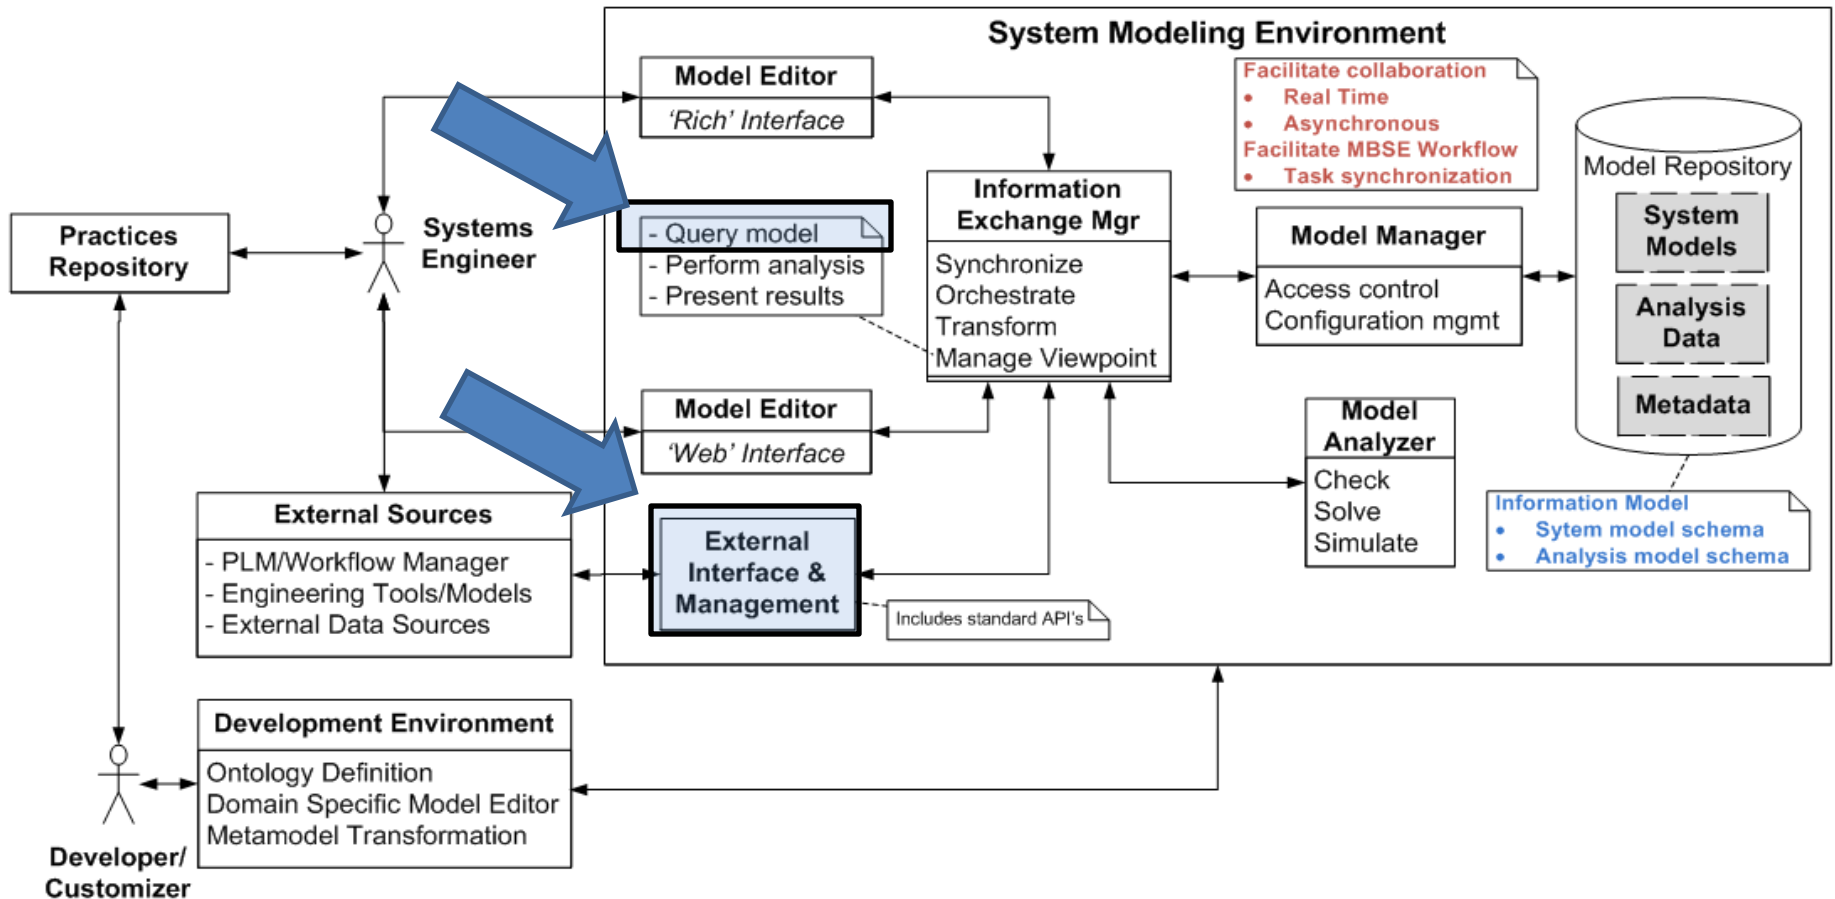 System Modeling Environment
Model Editor
‘Rich’ Interface
Facilitate collaboration
• Real Time
• Asynchronous
Facilitate MBSE Workflow
• Task synchronization
Practices
Repository
Systems
Engineer
- Query model
- Perform analysis
- Present results
Information
Exchange Mgr
Synchronize
Orchestrate
Transform
Manage Viewpoint
Model Manager
Access control
Configuration mgmt
Model Repository
System
Models
Analysis
Data
Metadata
Model Editor
‘Web’ Interface
Model
Analyzer
Check
Solve
Simulate
Information Model
• Sytem model schema
• Analysis model schema
External Sources
- PLM/Workflow Manager
- Engineering Tools/Models
- External Data Sources
External
Interface &
Management
Includes standard API's
Development Environment
Ontology Definition
Domain Specific Model Editor
Metamodel Transformation
Developer/
Customizer